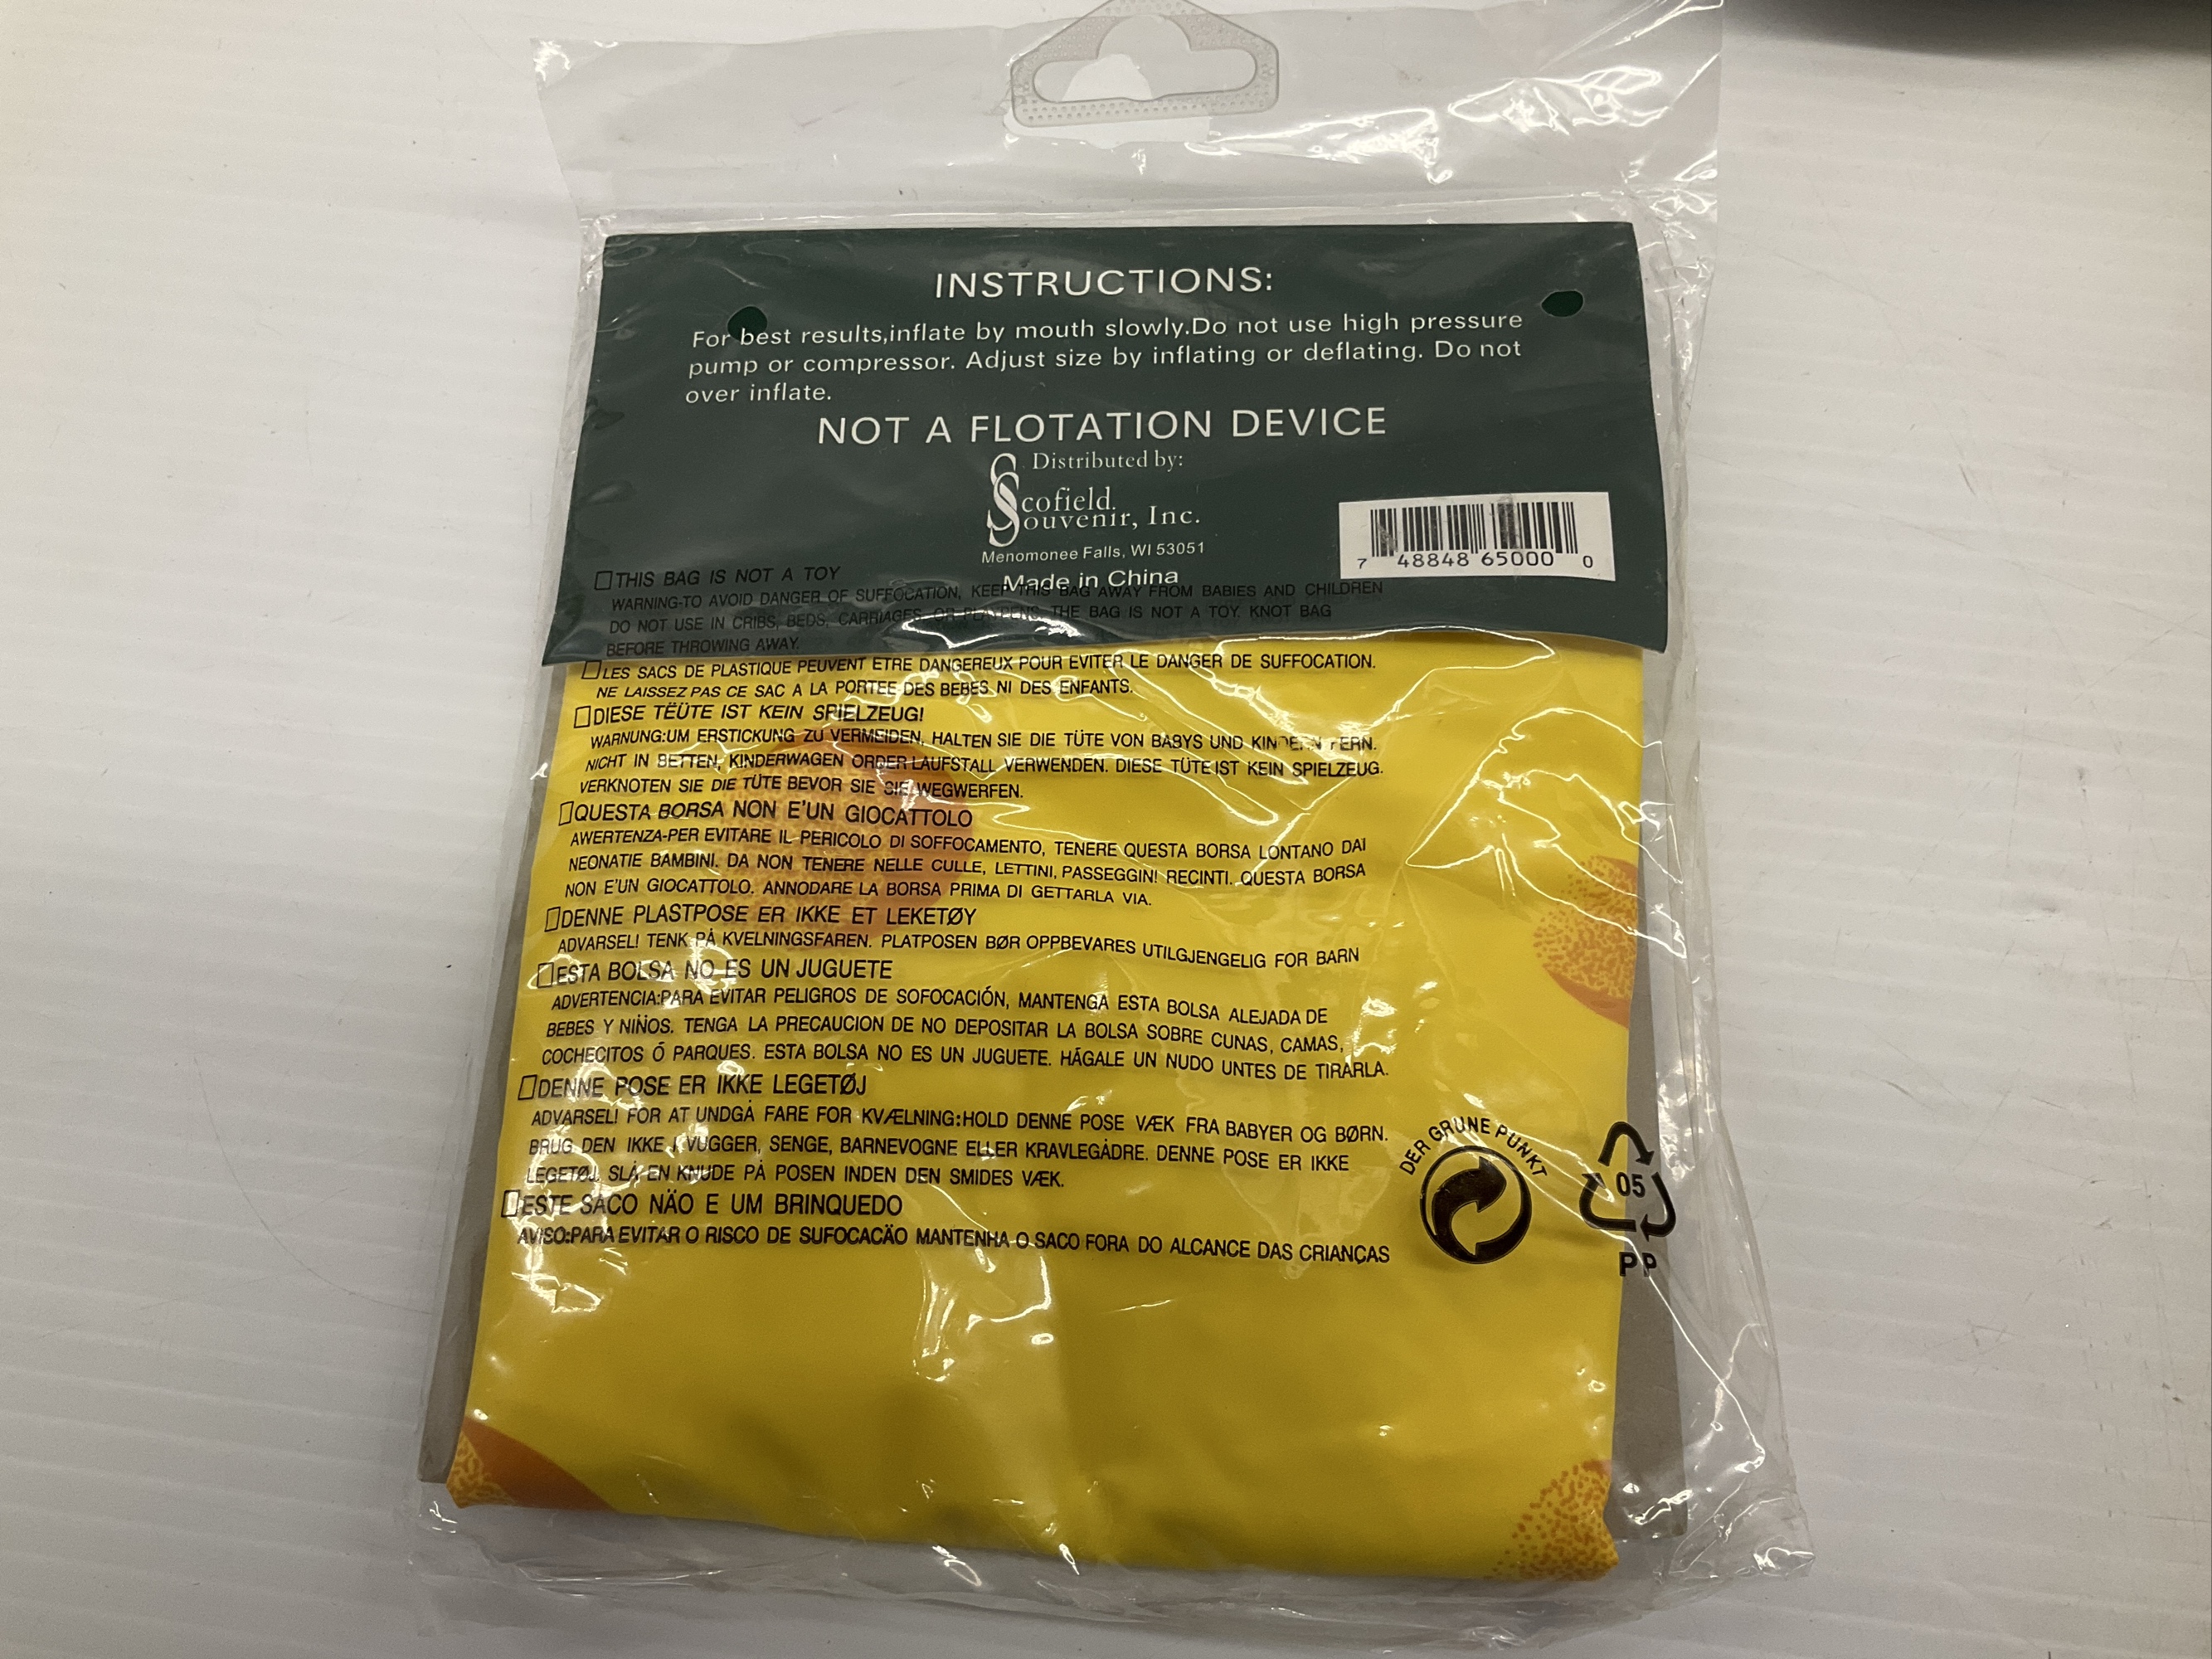 INSTRUCTIONS:
For best results,inflate by mouth slowly.Do not use high pressure
pump or compressor. Adjust size by inflating or deflating. Do not
over inflate.
NOT A FLOTATION DEVICE
Distributed by:
Scofield
Souvenir, Inc.
Menomonee Falls, WI 53051
Made in China
7 48848 65000 0
THIS BAG IS NOT A TOY
WARNING-TO AVOID DANGER OF SUFFOCATION, KEEP THIS BAG AWAY FROM BABIES AND CHILDREN
DO NOT USE IN CRIBS, BEDS, CARRIAGES, OR PLAYPENS. THE BAG IS NOT A TOY. KNOT BAG
BEFORE THROWING AWAY.
LES SACS DE PLASTIQUE PEUVENT ETRE DANGEREUX POUR EVITER LE DANGER DE SUFFOCATION.
NE LAISSEZ PAS CE SAC A LA PORTEE DES BEBES NI DES ENFANTS.
DIESE TËÜTE IST KEIN SPIELZEUG!
WARNUNG:UM ERSTICKUNG ZU VERMEIDEN, HALTEN SIE DIE TÜTE VON BABYS UND KINDERN FERN.
NICHT IN BETTEN, KINDERWAGEN ORDER LAUFSTALL VERWENDEN. DIESE TÜTE IST KEIN SPIELZEUG.
VERKNOTEN SIE DIE TÜTE BEVOR SIE SIE WEGWERFEN.
QUESTA BORSA NON E'UN GIOCATTOLO
AWERTENZA-PER EVITARE IL PERICOLO DI SOFFOCAMENTO, TENERE QUESTA BORSA LONTANO DAI
NEONATIE BAMBINI. DA NON TENERE NELLE CULLE, LETTINI, PASSEGGIN! RECINTI. QUESTA BORSA
NON E'UN GIOCATTOLO. ANNODARE LA BORSA PRIMA DI GETTARLA VIA.
DENNE PLASTPOSE ER IKKE ET LEKETØY
ADVARSEL! TENK PÅ KVELNINGSFAREN. PLATPOSEN BØR OPPBEVARES UTILGJENGELIG FOR BARN
ESTA BOLSA NO ES UN JUGUETE
ADVERTENCIA:PARA EVITAR PELIGROS DE SOFOCACIÓN, MANTENGA ESTA BOLSA ALEJADA DE
BEBES Y NIÑOS. TENGA LA PRECAUCION DE NO DEPOSITAR LA BOLSA SOBRE CUNAS, CAMAS,
COCHECITOS Ó PARQUES. ESTA BOLSA NO ES UN JUGUETE. HÁGALE UN NUDO UNTES DE TIRARLA.
DENNE POSE ER IKKE LEGETØJ
ADVARSEL! FOR AT UNDGÅ FARE FOR KVÆLNING:HOLD DENNE POSE VÆK FRA BABYER OG BØRN.
BRUG DEN IKKE I VUGGER, SENGE, BARNEVOGNE ELLER KRAVLEGÅDRE. DENNE POSE ER IKKE
LEGETØJ. SLÅ EN KNUDE PÅ POSEN INDEN DEN SMIDES VÆK.
ESTE SACO NÄO E UM BRINQUEDO
AVISO:PARA EVITAR O RISCO DE SUFOCACÄO MANTENHA O SACO FORA DO ALCANCE DAS CRIANÇAS
DER GRUNE PUNKT
05
PP